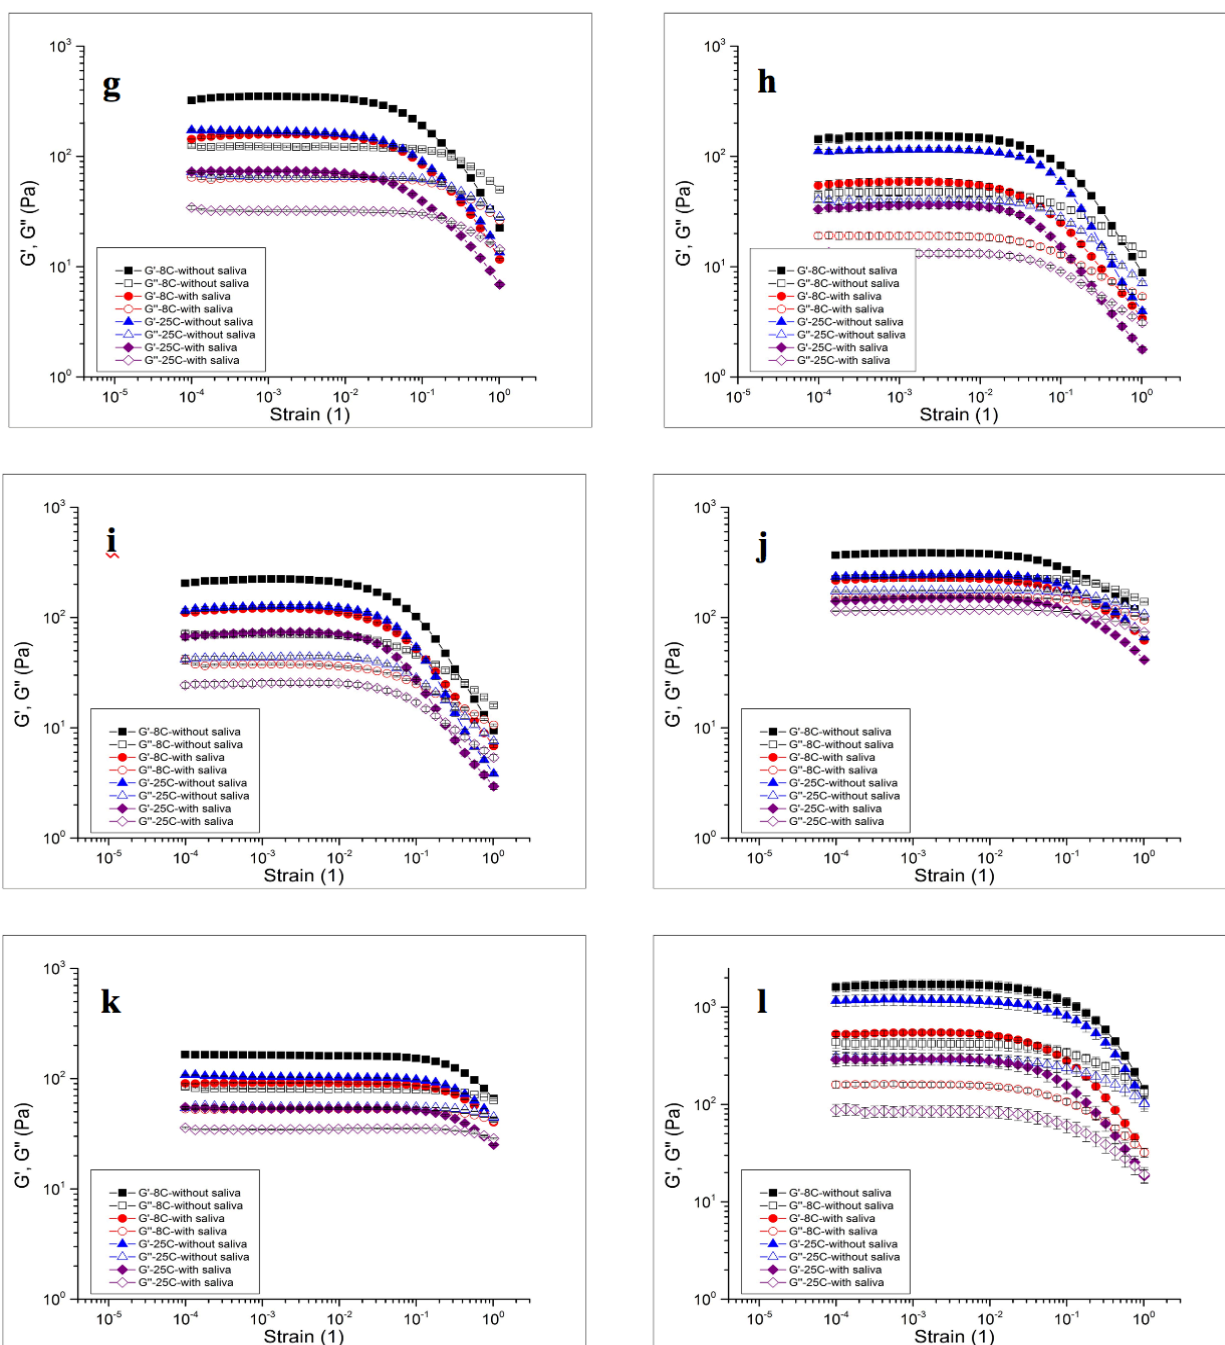 g
10³
10²
10¹
10⁰
G', G'' (Pa)
G'-8C-without saliva
G''-8C-without saliva
G'-8C-with saliva
G''-8C-with saliva
G'-25C-without saliva
G''-25C-without saliva
G'-25C-with saliva
G''-25C-with saliva
10⁻⁵ 10⁻⁴ 10⁻³ 10⁻² 10⁻¹ 10⁰
Strain (1)
h
10³
10²
10¹
10⁰
G', G'' (Pa)
G'-8C-without saliva
G''-8C-without saliva
G'-8C-with saliva
G''-8C-with saliva
G'-25C-without saliva
G''-25C-without saliva
G'-25C-with saliva
G''-25C-with saliva
10⁻⁵ 10⁻⁴ 10⁻³ 10⁻² 10⁻¹ 10⁰
Strain (1)
i
10³
10²
10¹
10⁰
G', G'' (Pa)
G'-8C-without saliva
G''-8C-without saliva
G'-8C-with saliva
G''-8C-with saliva
G'-25C-without saliva
G''-25C-without saliva
G'-25C-with saliva
G''-25C-with saliva
10⁻⁵ 10⁻⁴ 10⁻³ 10⁻² 10⁻¹ 10⁰
Strain (1)
j
10³
10²
10¹
10⁰
G', G'' (Pa)
G'-8C-without saliva
G''-8C-without saliva
G'-8C-with saliva
G''-8C-with saliva
G'-25C-without saliva
G''-25C-without saliva
G'-25C-with saliva
G''-25C-with saliva
10⁻⁵ 10⁻⁴ 10⁻³ 10⁻² 10⁻¹ 10⁰
Strain (1)
k
10³
10²
10¹
10⁰
G', G'' (Pa)
G'-8C-without saliva
G''-8C-without saliva
G'-8C-with saliva
G''-8C-with saliva
G'-25C-without saliva
G''-25C-without saliva
G'-25C-with saliva
G''-25C-with saliva
10⁻⁵ 10⁻⁴ 10⁻³ 10⁻² 10⁻¹ 10⁰
Strain (1)
l
10³
10²
10¹
10⁰
G', G'' (Pa)
G'-8C-without saliva
G''-8C-without saliva
G'-8C-with saliva
G''-8C-with saliva
G'-25C-without saliva
G''-25C-without saliva
G'-25C-with saliva
G''-25C-with saliva
10⁻⁵ 10⁻⁴ 10⁻³ 10⁻² 10⁻¹ 10⁰
Strain (1)